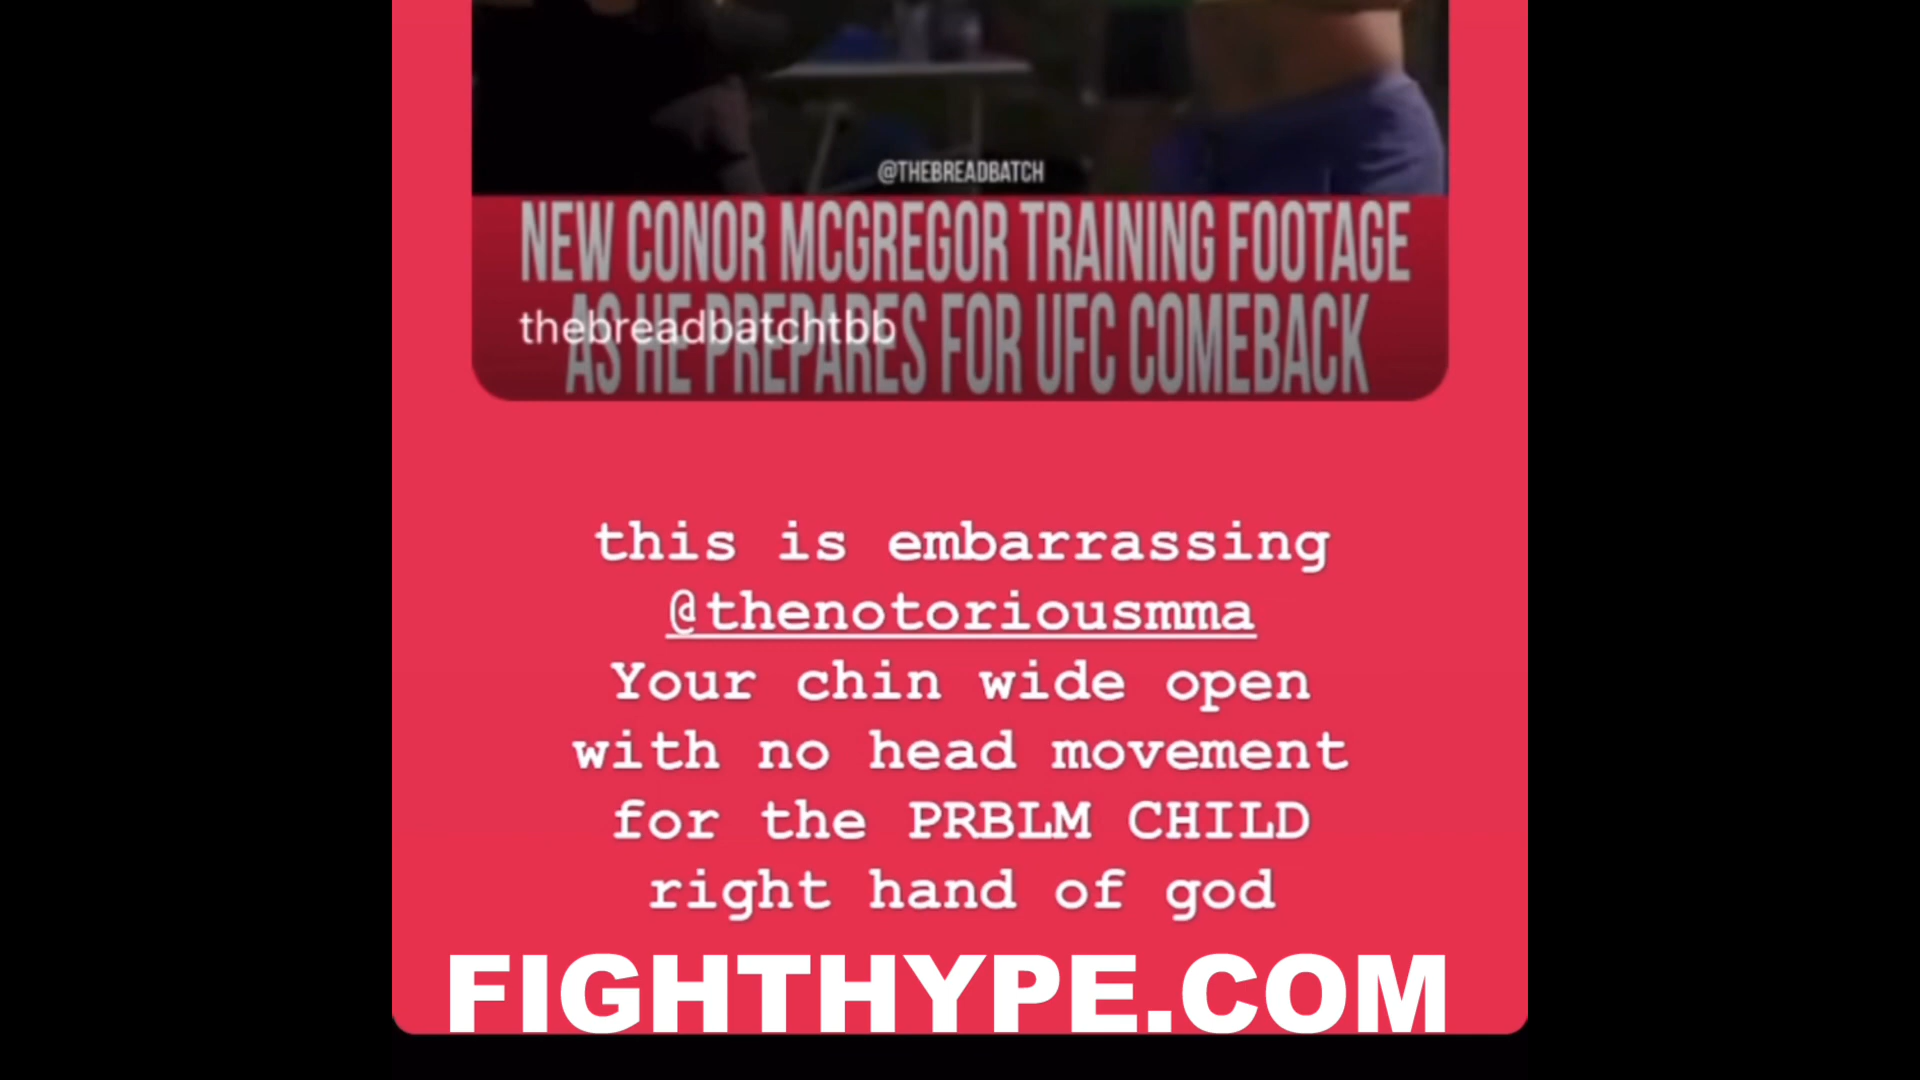 @THEBREADBATCH
NEW CONOR MCGREGOR TRAINING FOOTAGE
AS HE PREPARES FOR UFC COMEBACK
thebreadbatchtbb
this is embarrassing
@thenotoriousmma
Your chin wide open
with no head movement
for the PRBLM CHILD
right hand of god
FIGHTHYPE.COM